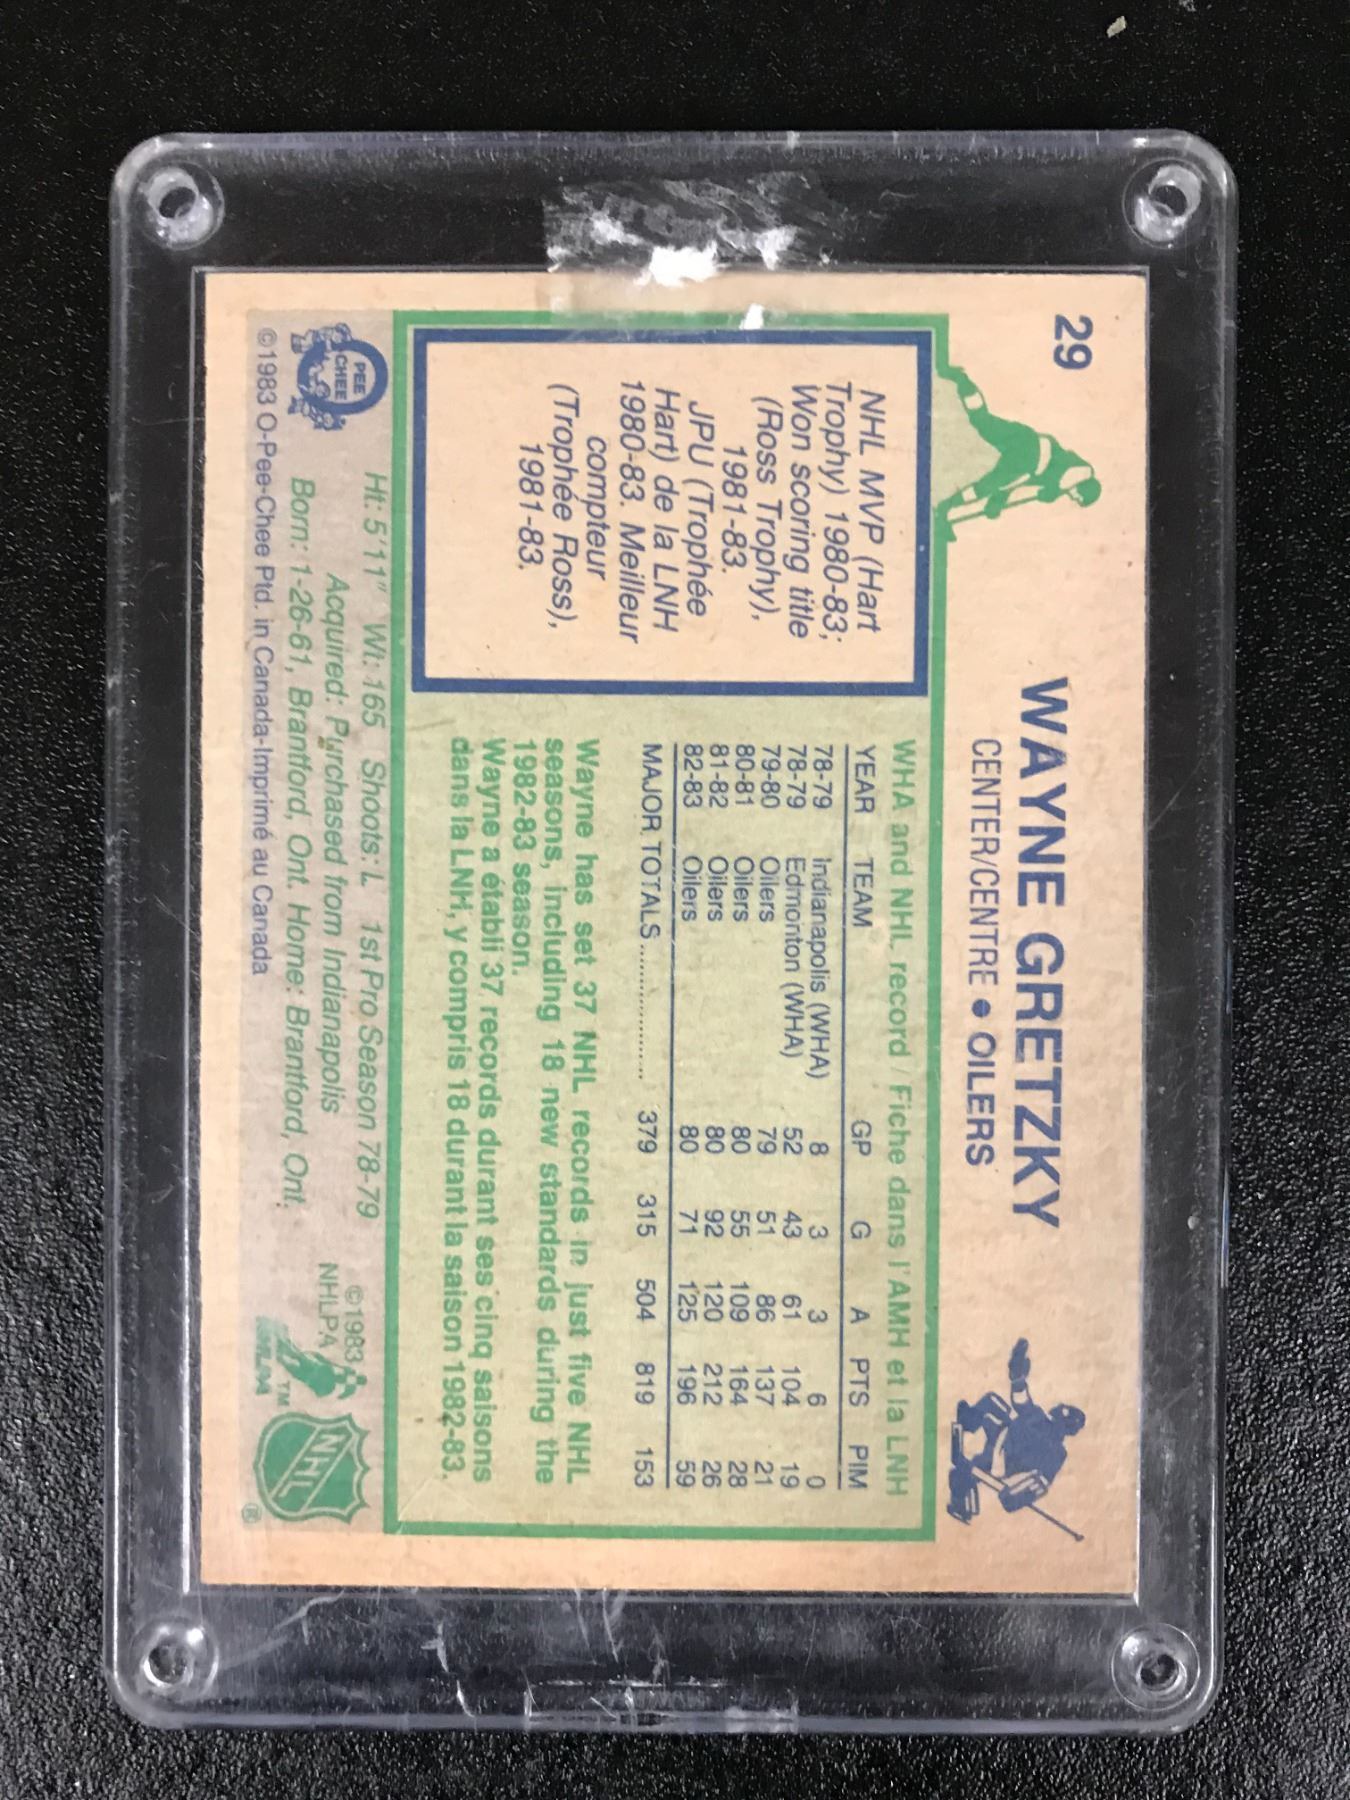 29
WAYNE GRETZKY
CENTER/CENTRE ● OILERS
NHL MVP (Hart
Trophy) 1980-83;
Won scoring title
(Ross Trophy),
1981-83.
JPU (Trophée
Hart) de la LNH
1980-83. Meilleur
compteur
(Trophée Ross),
1981-83.
WHA and NHL record / Fiche dans l'AMH et la LNH
YEAR TEAM GP G A PTS PIM
78-79 Indianapolis (WHA) 8 3 3 6 0
78-79 Edmonton (WHA) 52 43 61 104 19
79-80 Oilers 79 51 86 137 21
80-81 Oilers 80 55 109 164 28
81-82 Oilers 80 92 120 212 26
82-83 Oilers 80 71 125 196 59
MAJOR TOTALS ................ 379 315 504 819 153
Wayne has set 37 NHL records in just five NHL
seasons, including 18 new standards during the
1982-83 season.
Wayne a établi 37 records durant ses cinq saisons
dans la LNH, y compris 18 durant la saison 1982-83.
PEE
CHEE
Ht: 5'11" Wt: 165 Shoots: L 1st Pro Season 78-79
Acquired: Purchased from Indianapolis
Born: 1-26-61, Brantford, Ont. Home: Brantford, Ont.
©1983 O-Pee-Chee Ptd. in Canada-Imprimé au Canada
©1983
NHLPA
TM
NHL
®